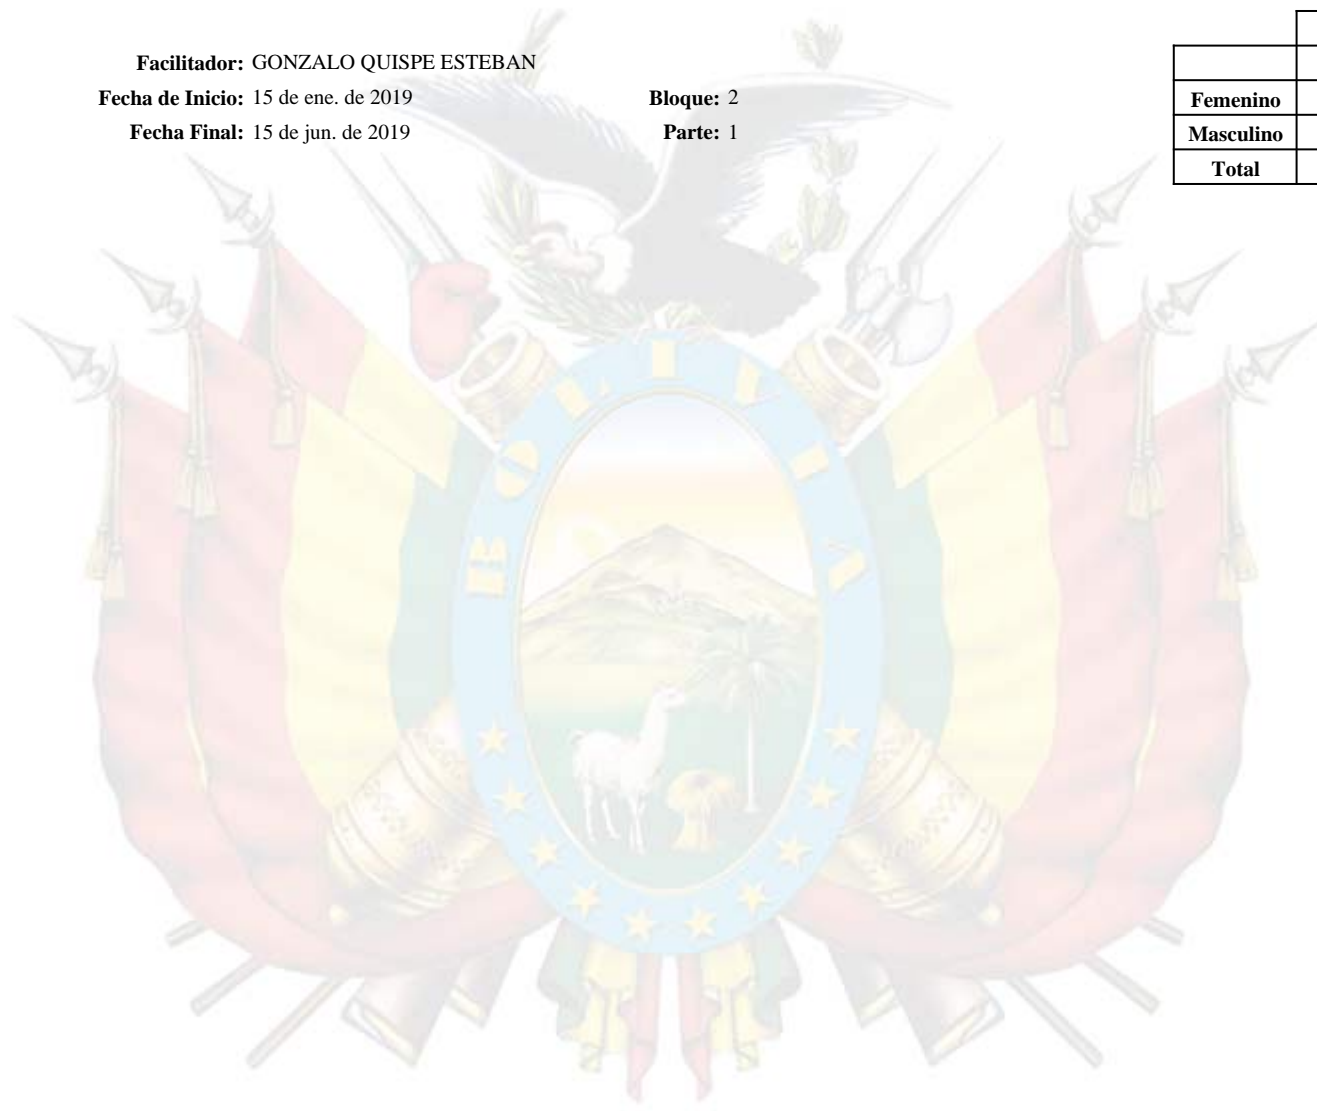 Facilitador: GONZALO QUISPE ESTEBAN
Fecha de Inicio: 15 de ene. de 2019 Bloque: 2
Fecha Final: 15 de jun. de 2019 Parte: 1
Femenino
Masculino
Total
BOLIVIA